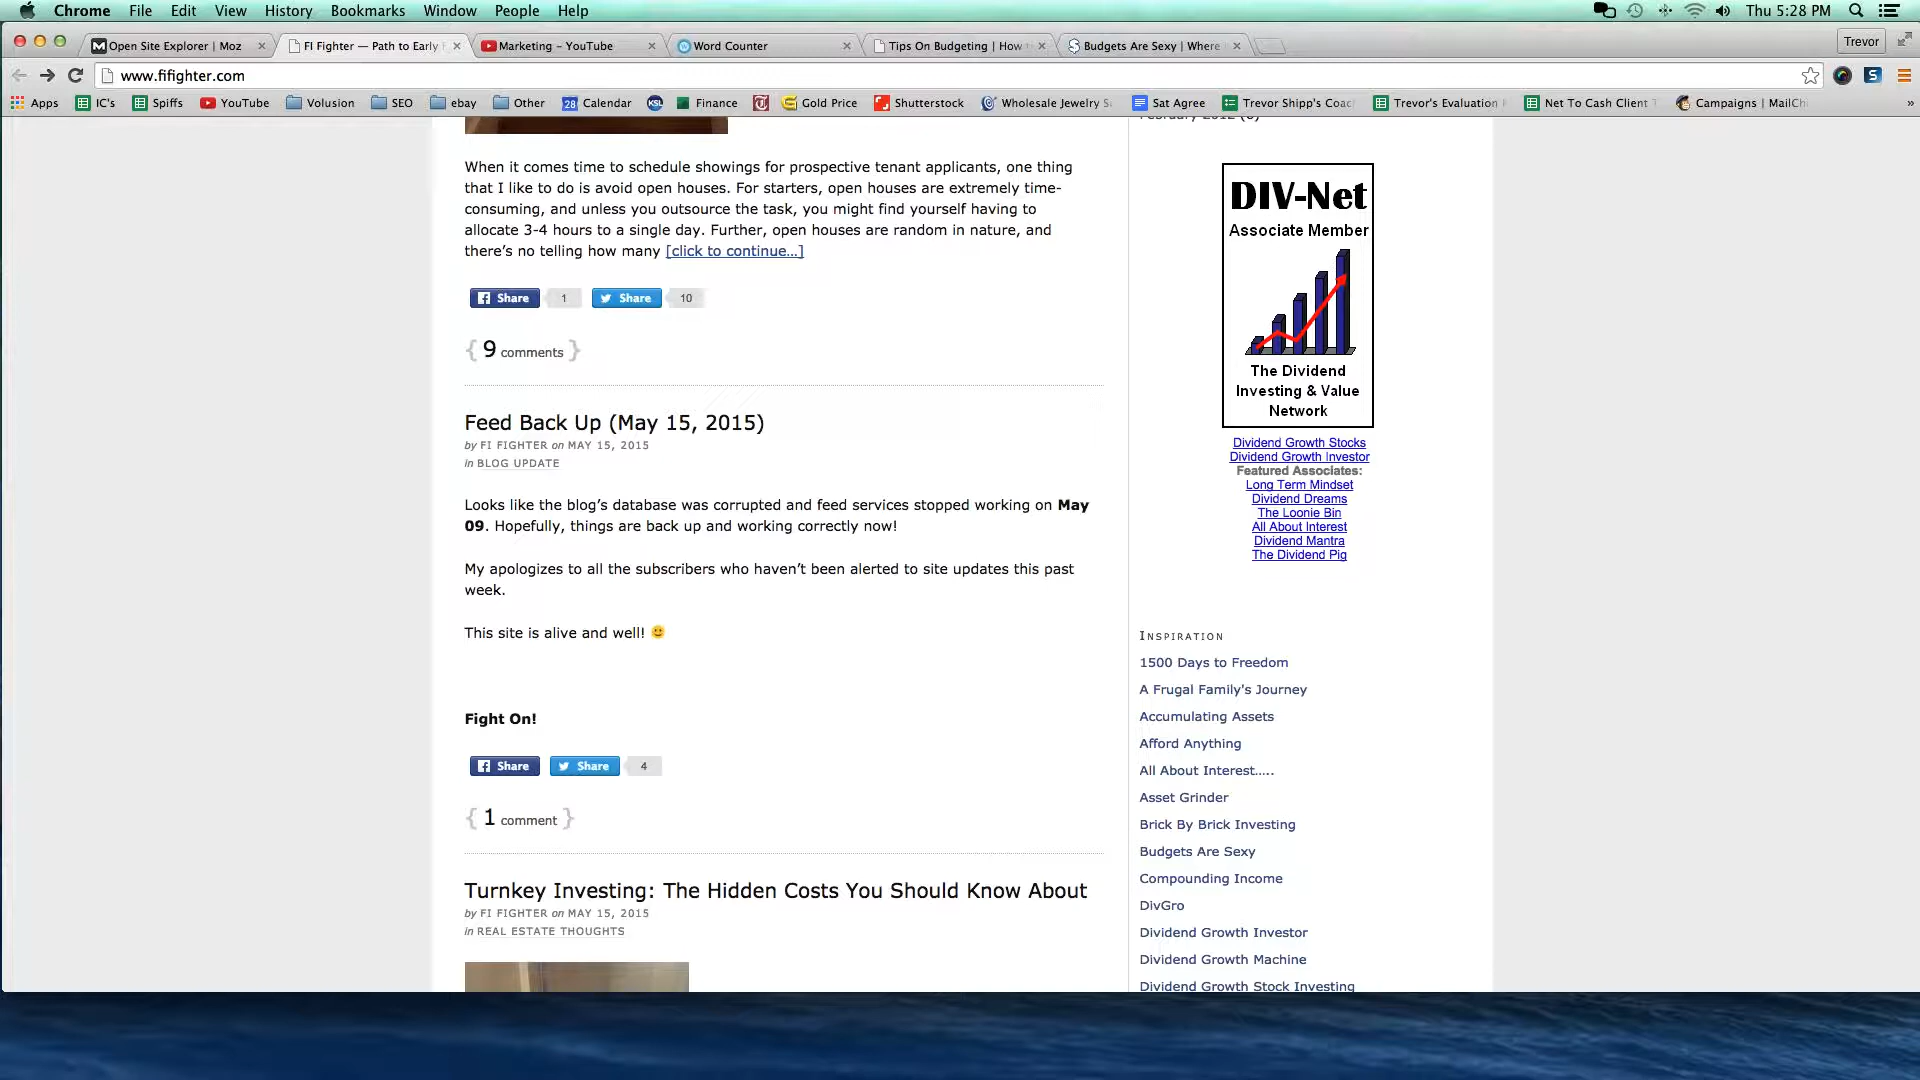 Chrome File Edit View History Bookmarks Window People Help
Thu 5:28 PM
Open Site Explorer | Moz
FI Fighter — Path to Early
Marketing – YouTube
Word Counter
Tips On Budgeting | How
Budgets Are Sexy | Where
Trevor
www.fifighter.com
Apps IC's Spiffs YouTube Volusion SEO ebay Other Calendar Finance Gold Price Shutterstock Wholesale Jewelry Sat Agree Trevor Shipp's Coac Trevor's Evaluation Net To Cash Client Campaigns | MailCh
When it comes time to schedule showings for prospective tenant applicants, one thing
that I like to do is avoid open houses. For starters, open houses are extremely time-
consuming, and unless you outsource the task, you might find yourself having to
allocate 3-4 hours to a single day. Further, open houses are random in nature, and
there's no telling how many [click to continue...]
Share 1 Share 10
{ 9 comments }
Feed Back Up (May 15, 2015)
by FI FIGHTER on MAY 15, 2015
in BLOG UPDATE
Looks like the blog's database was corrupted and feed services stopped working on May
09. Hopefully, things are back up and working correctly now!
My apologizes to all the subscribers who haven't been alerted to site updates this past
week.
This site is alive and well!
Fight On!
Share Share 4
{ 1 comment }
Turnkey Investing: The Hidden Costs You Should Know About
by FI FIGHTER on MAY 15, 2015
in REAL ESTATE THOUGHTS
DIV-Net
Associate Member
The Dividend
Investing & Value
Network
Dividend Growth Stocks
Dividend Growth Investor
Featured Associates:
Long Term Mindset
Dividend Dreams
The Loonie Bin
All About Interest
Dividend Mantra
The Dividend Pig
INSPIRATION
1500 Days to Freedom
A Frugal Family's Journey
Accumulating Assets
Afford Anything
All About Interest.....
Asset Grinder
Brick By Brick Investing
Budgets Are Sexy
Compounding Income
DivGro
Dividend Growth Investor
Dividend Growth Machine
Dividend Growth Stock Investing